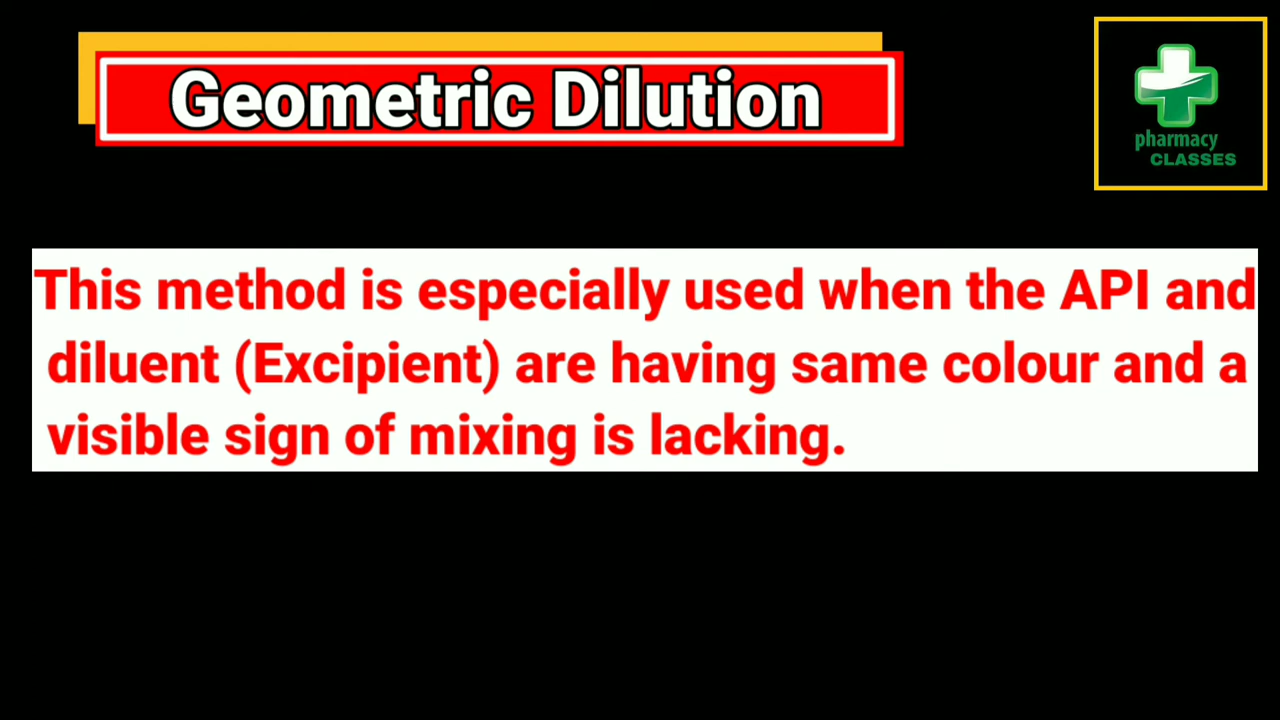 Geometric Dilution
pharmacy
CLASSES
This method is especially used when the API and
diluent (Excipient) are having same colour and a
visible sign of mixing is lacking.